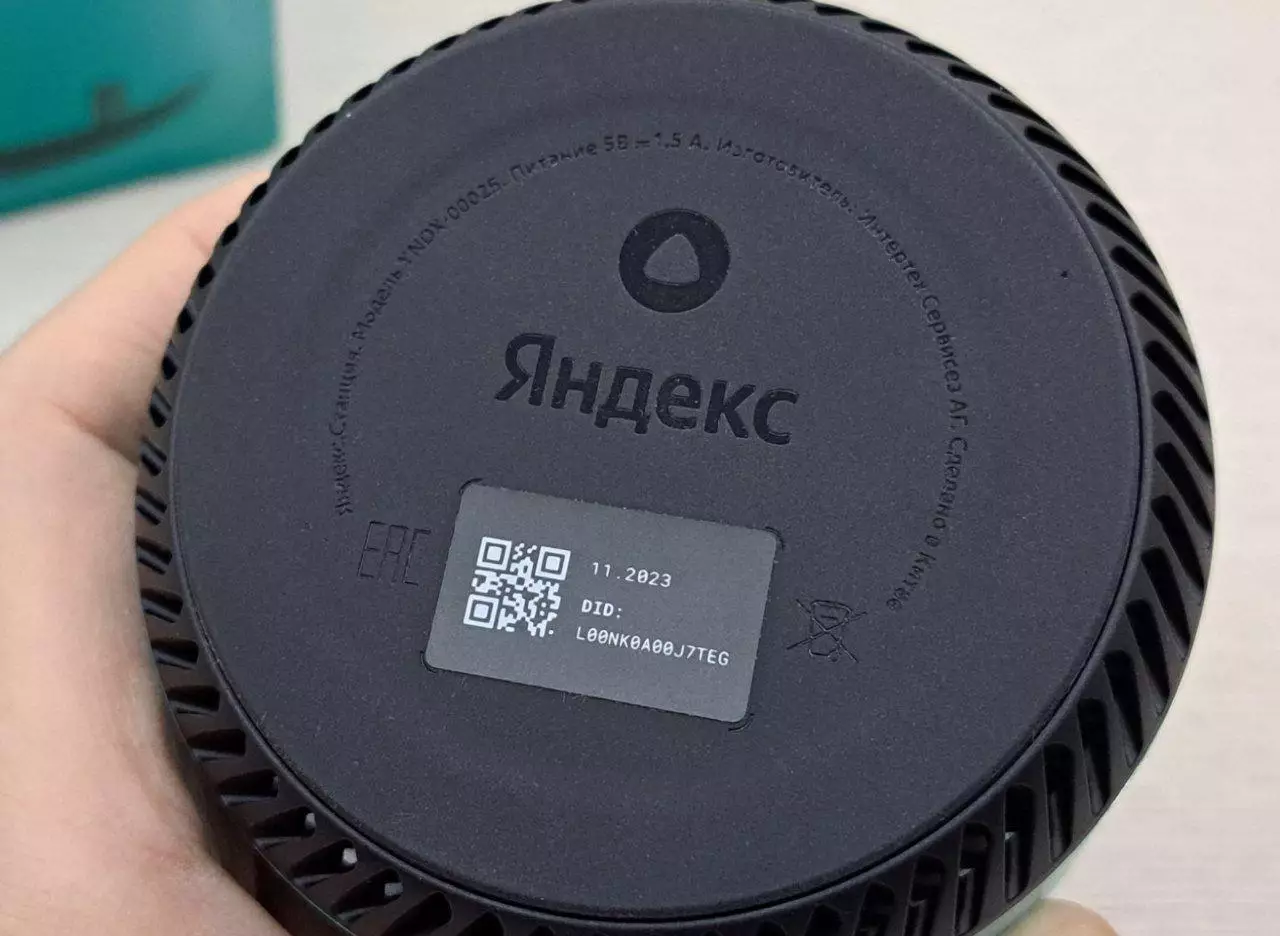 Яндекс.Станция. Модель YNDX-00025. Питание 5В ⎓ 1,5 А. Изготовитель: Интертех Сервисез АГ. Сделано в Китае
Яндекс
EAC
11.2023
DID:
L00NK0A00J7TEG